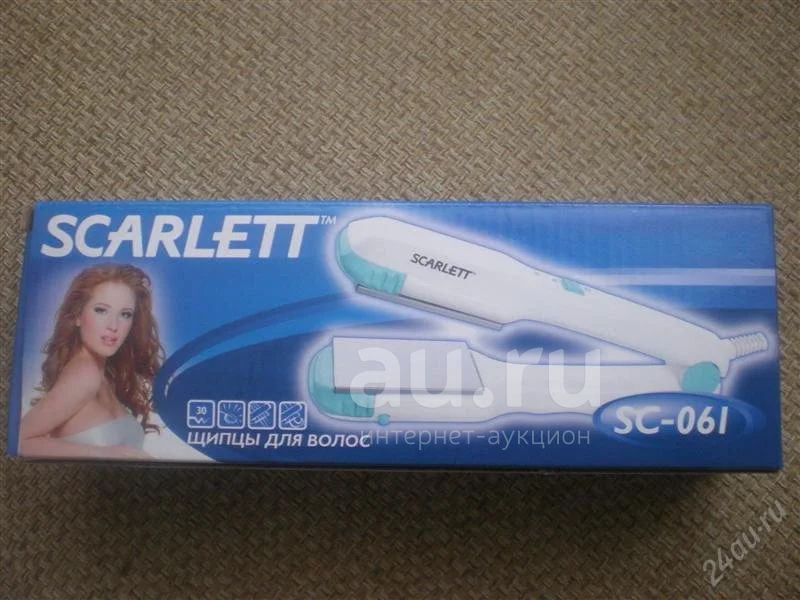 SCARLETT™
SCARLETT
30
SC-061
ЩИПЦЫ ДЛЯ ВОЛОС
au.ru
интернет-аукцион
24au.ru